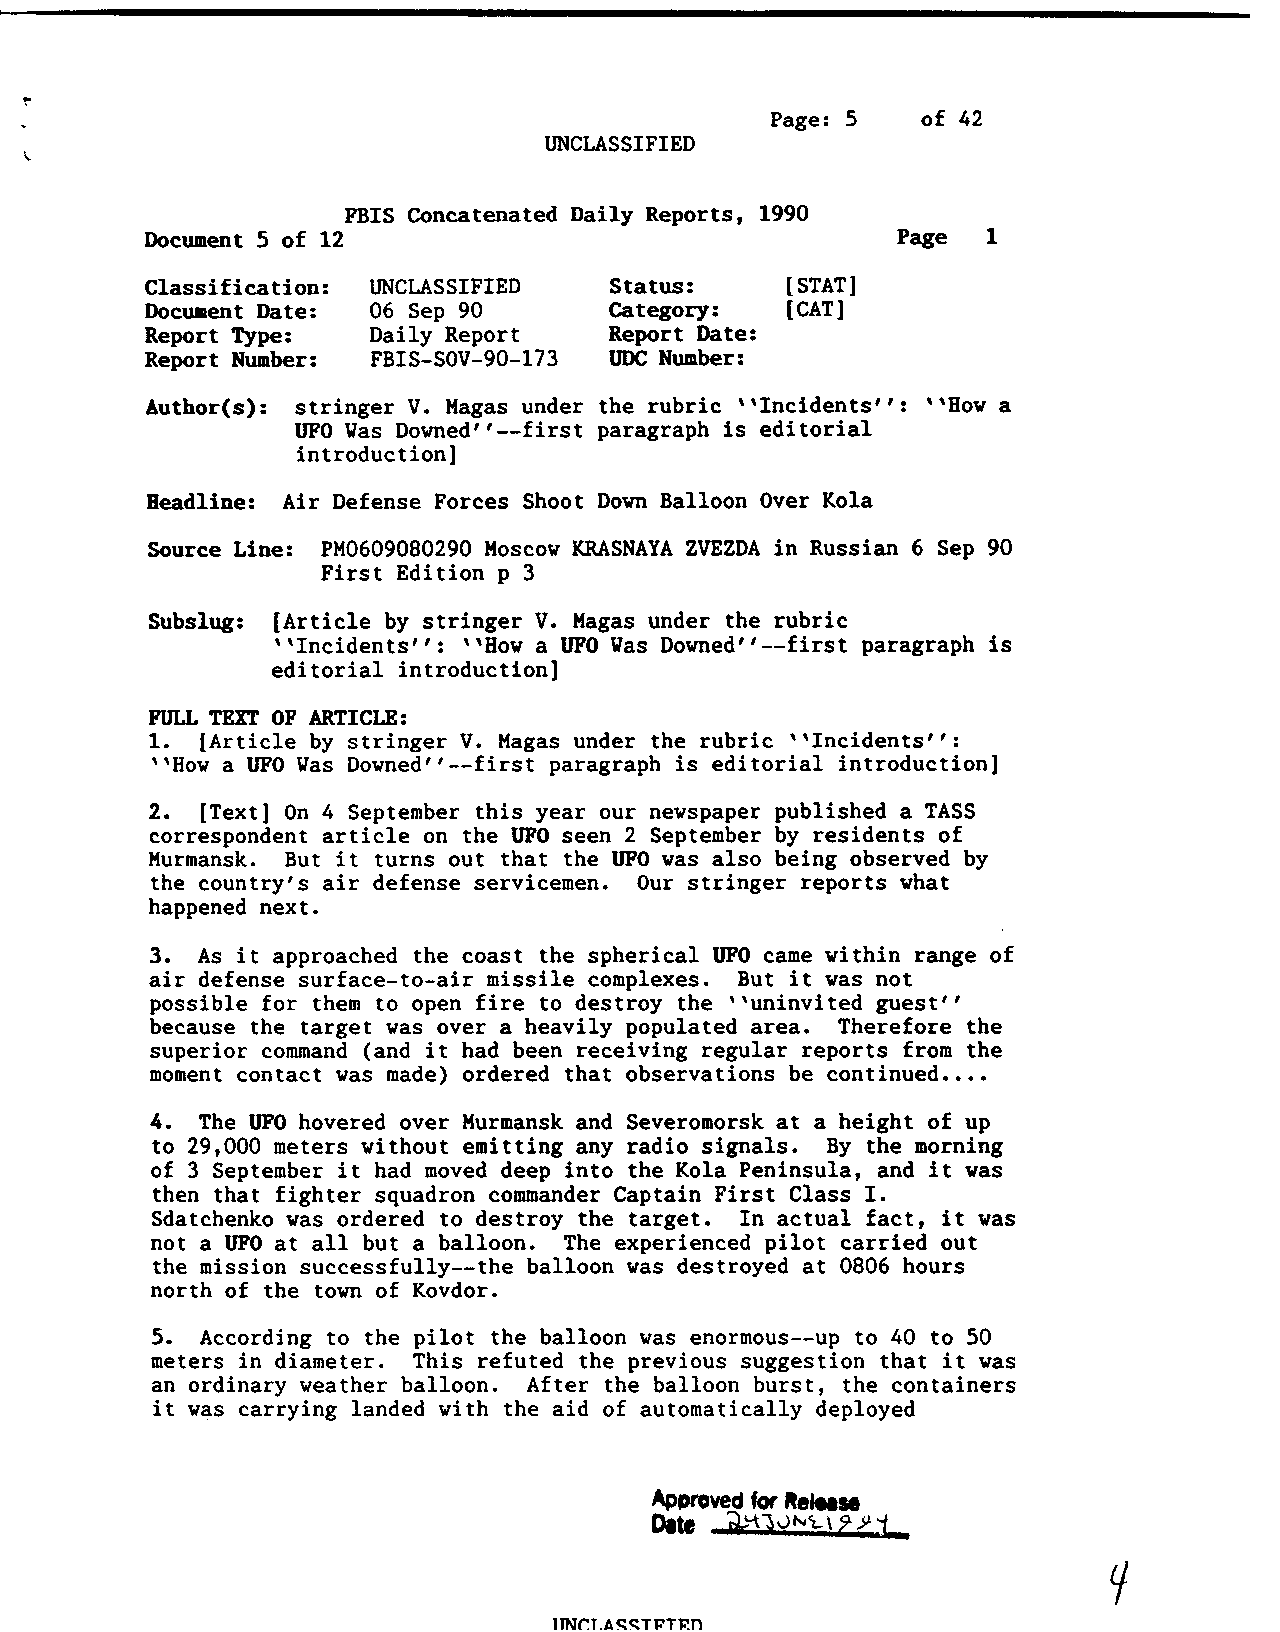 Page: 5 of 42
UNCLASSIFIED
FBIS Concatenated Daily Reports, 1990
Document 5 of 12 Page 1
Classification: UNCLASSIFIED Status: [STAT]
Document Date: 06 Sep 90 Category: [CAT]
Report Type: Daily Report Report Date:
Report Number: FBIS-SOV-90-173 UDC Number:
Author(s): stringer V. Magas under the rubric ``Incidents'': ``How a
UFO Was Downed''--first paragraph is editorial
introduction]
Headline: Air Defense Forces Shoot Down Balloon Over Kola
Source Line: PM0609080290 Moscow KRASNAYA ZVEZDA in Russian 6 Sep 90
First Edition p 3
Subslug: [Article by stringer V. Magas under the rubric
``Incidents'': ``How a UFO Was Downed''--first paragraph is
editorial introduction]
FULL TEXT OF ARTICLE:
1. [Article by stringer V. Magas under the rubric ``Incidents'':
``How a UFO Was Downed''--first paragraph is editorial introduction]
2. [Text] On 4 September this year our newspaper published a TASS
correspondent article on the UFO seen 2 September by residents of
Murmansk. But it turns out that the UFO was also being observed by
the country's air defense servicemen. Our stringer reports what
happened next.
3. As it approached the coast the spherical UFO came within range of
air defense surface-to-air missile complexes. But it was not
possible for them to open fire to destroy the ``uninvited guest''
because the target was over a heavily populated area. Therefore the
superior command (and it had been receiving regular reports from the
moment contact was made) ordered that observations be continued....
4. The UFO hovered over Murmansk and Severomorsk at a height of up
to 29,000 meters without emitting any radio signals. By the morning
of 3 September it had moved deep into the Kola Peninsula, and it was
then that fighter squadron commander Captain First Class I.
Sdatchenko was ordered to destroy the target. In actual fact, it was
not a UFO at all but a balloon. The experienced pilot carried out
the mission successfully--the balloon was destroyed at 0806 hours
north of the town of Kovdor.
5. According to the pilot the balloon was enormous--up to 40 to 50
meters in diameter. This refuted the previous suggestion that it was
an ordinary weather balloon. After the balloon burst, the containers
it was carrying landed with the aid of automatically deployed
Approved for Release
Date
4
UNCLASSIFIED